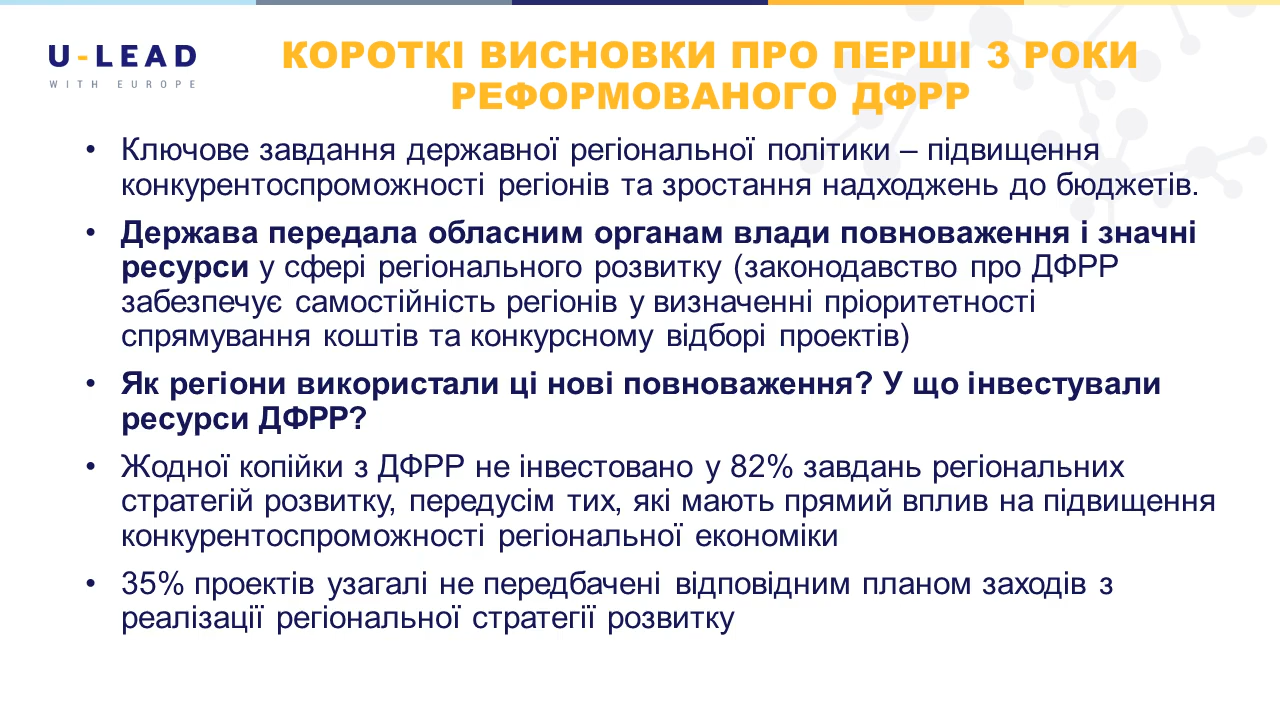 U-LEAD
WITH EUROPE
КОРОТКІ ВИСНОВКИ ПРО ПЕРШІ 3 РОКИ
РЕФОРМОВАНОГО ДФРР
• Ключове завдання державної регіональної політики – підвищення
конкурентоспроможності регіонів та зростання надходжень до бюджетів.
• Держава передала обласним органам влади повноваження і значні
ресурси у сфері регіонального розвитку (законодавство про ДФРР
забезпечує самостійність регіонів у визначенні пріоритетності
спрямування коштів та конкурсному відборі проектів)
• Як регіони використали ці нові повноваження? У що інвестували
ресурси ДФРР?
• Жодної копійки з ДФРР не інвестовано у 82% завдань регіональних
стратегій розвитку, передусім тих, які мають прямий вплив на підвищення
конкурентоспроможності регіональної економіки
• 35% проектів узагалі не передбачені відповідним планом заходів з
реалізації регіональної стратегії розвитку